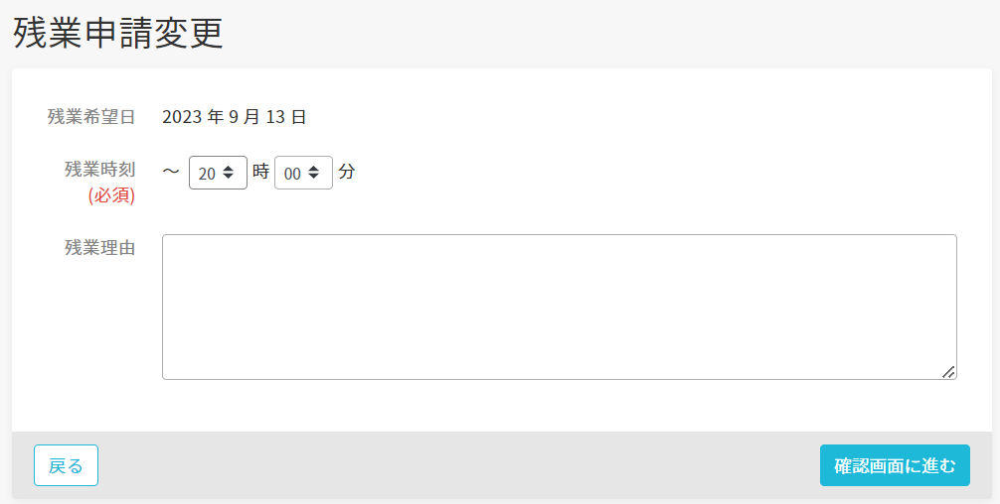 残業申請変更
残業希望日 2023 年 9 月 13 日
残業時刻 ～ 20 時 00 分
(必須)
残業理由
戻る 確認画面に進む